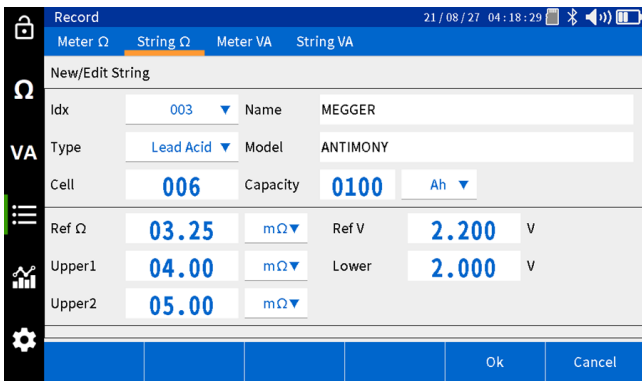 Record 21/08/27 04:18:29
Meter Ω String Ω Meter VA String VA
New/Edit String
Ω
Idx 003 ▼ Name MEGGER
VA
Type Lead Acid ▼ Model ANTIMONY
Cell 006 Capacity 0100 Ah ▼
Ref Ω 03.25 mΩ▼ Ref V 2.200 V
Upper1 04.00 mΩ▼ Lower 2.000 V
Upper2 05.00 mΩ▼
Ok Cancel